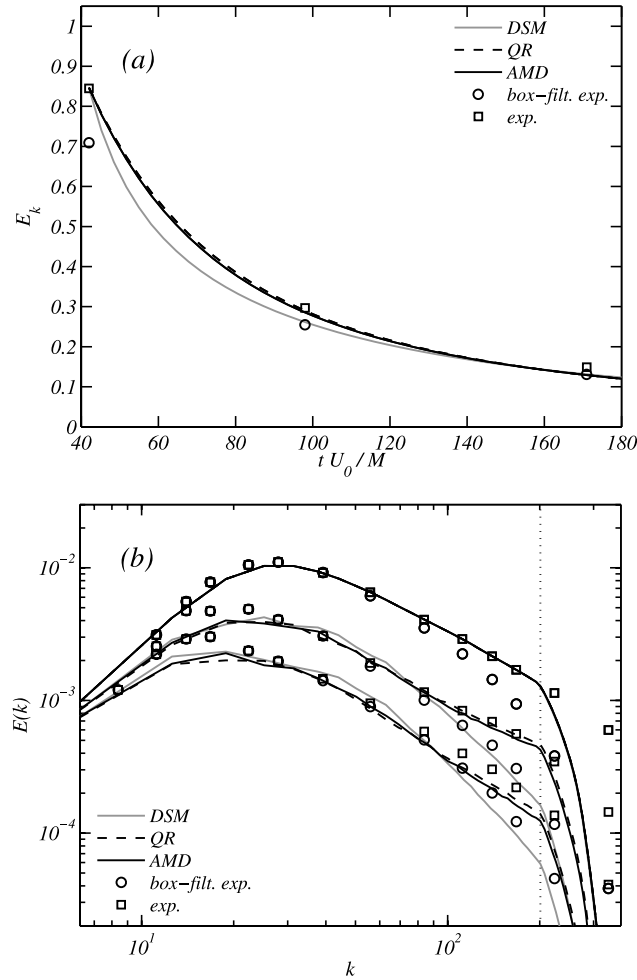 1
0.9
0.8
0.7
0.6
0.5
0.4
0.3
0.2
0.1
0
E_k
(a)
DSM
QR
AMD
box−filt. exp.
exp.
40 60 80 100 120 140 160 180
t U_0 / M
10^−2
10^−3
10^−4
E(k)
(b)
DSM
QR
AMD
box−filt. exp.
exp.
10^1 10^2
k